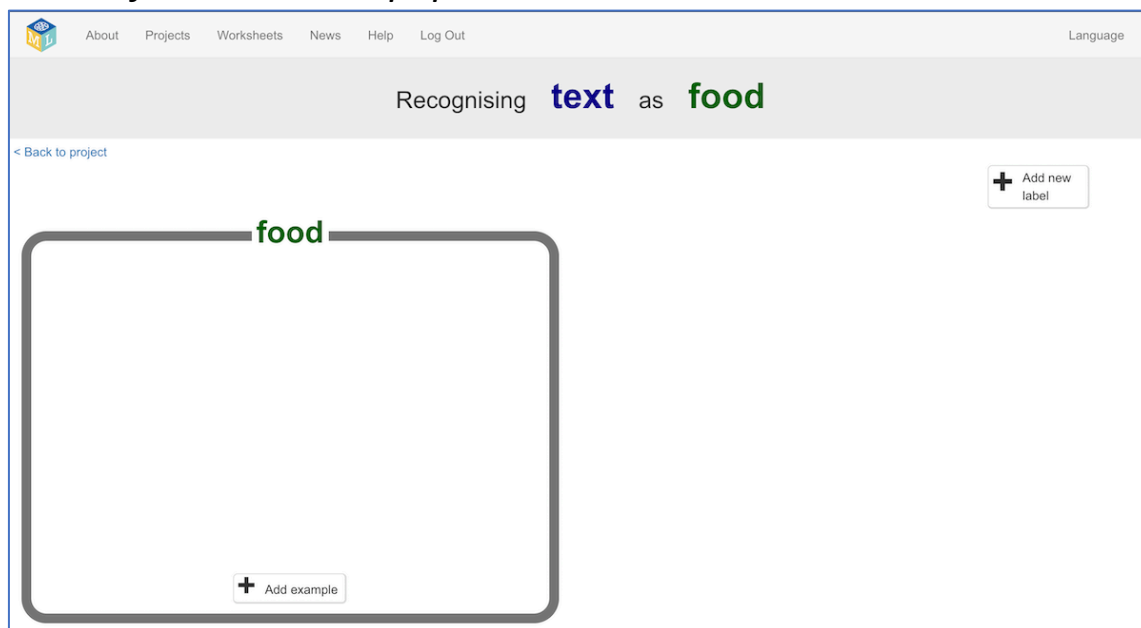 About Projects Worksheets News Help Log Out Language
Recognising text as food
< Back to project
Add new
label
food
Add example